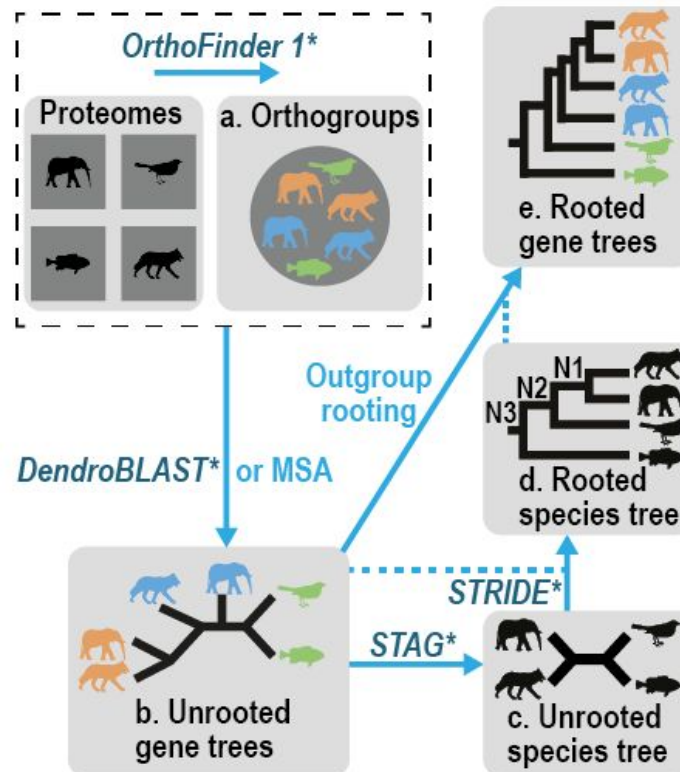 OrthoFinder 1*
Proteomes
a. Orthogroups
e. Rooted
gene trees
Outgroup
rooting
N1
N2
N3
d. Rooted
species tree
DendroBLAST* or MSA
STRIDE*
STAG*
b. Unrooted
gene trees
c. Unrooted
species tree